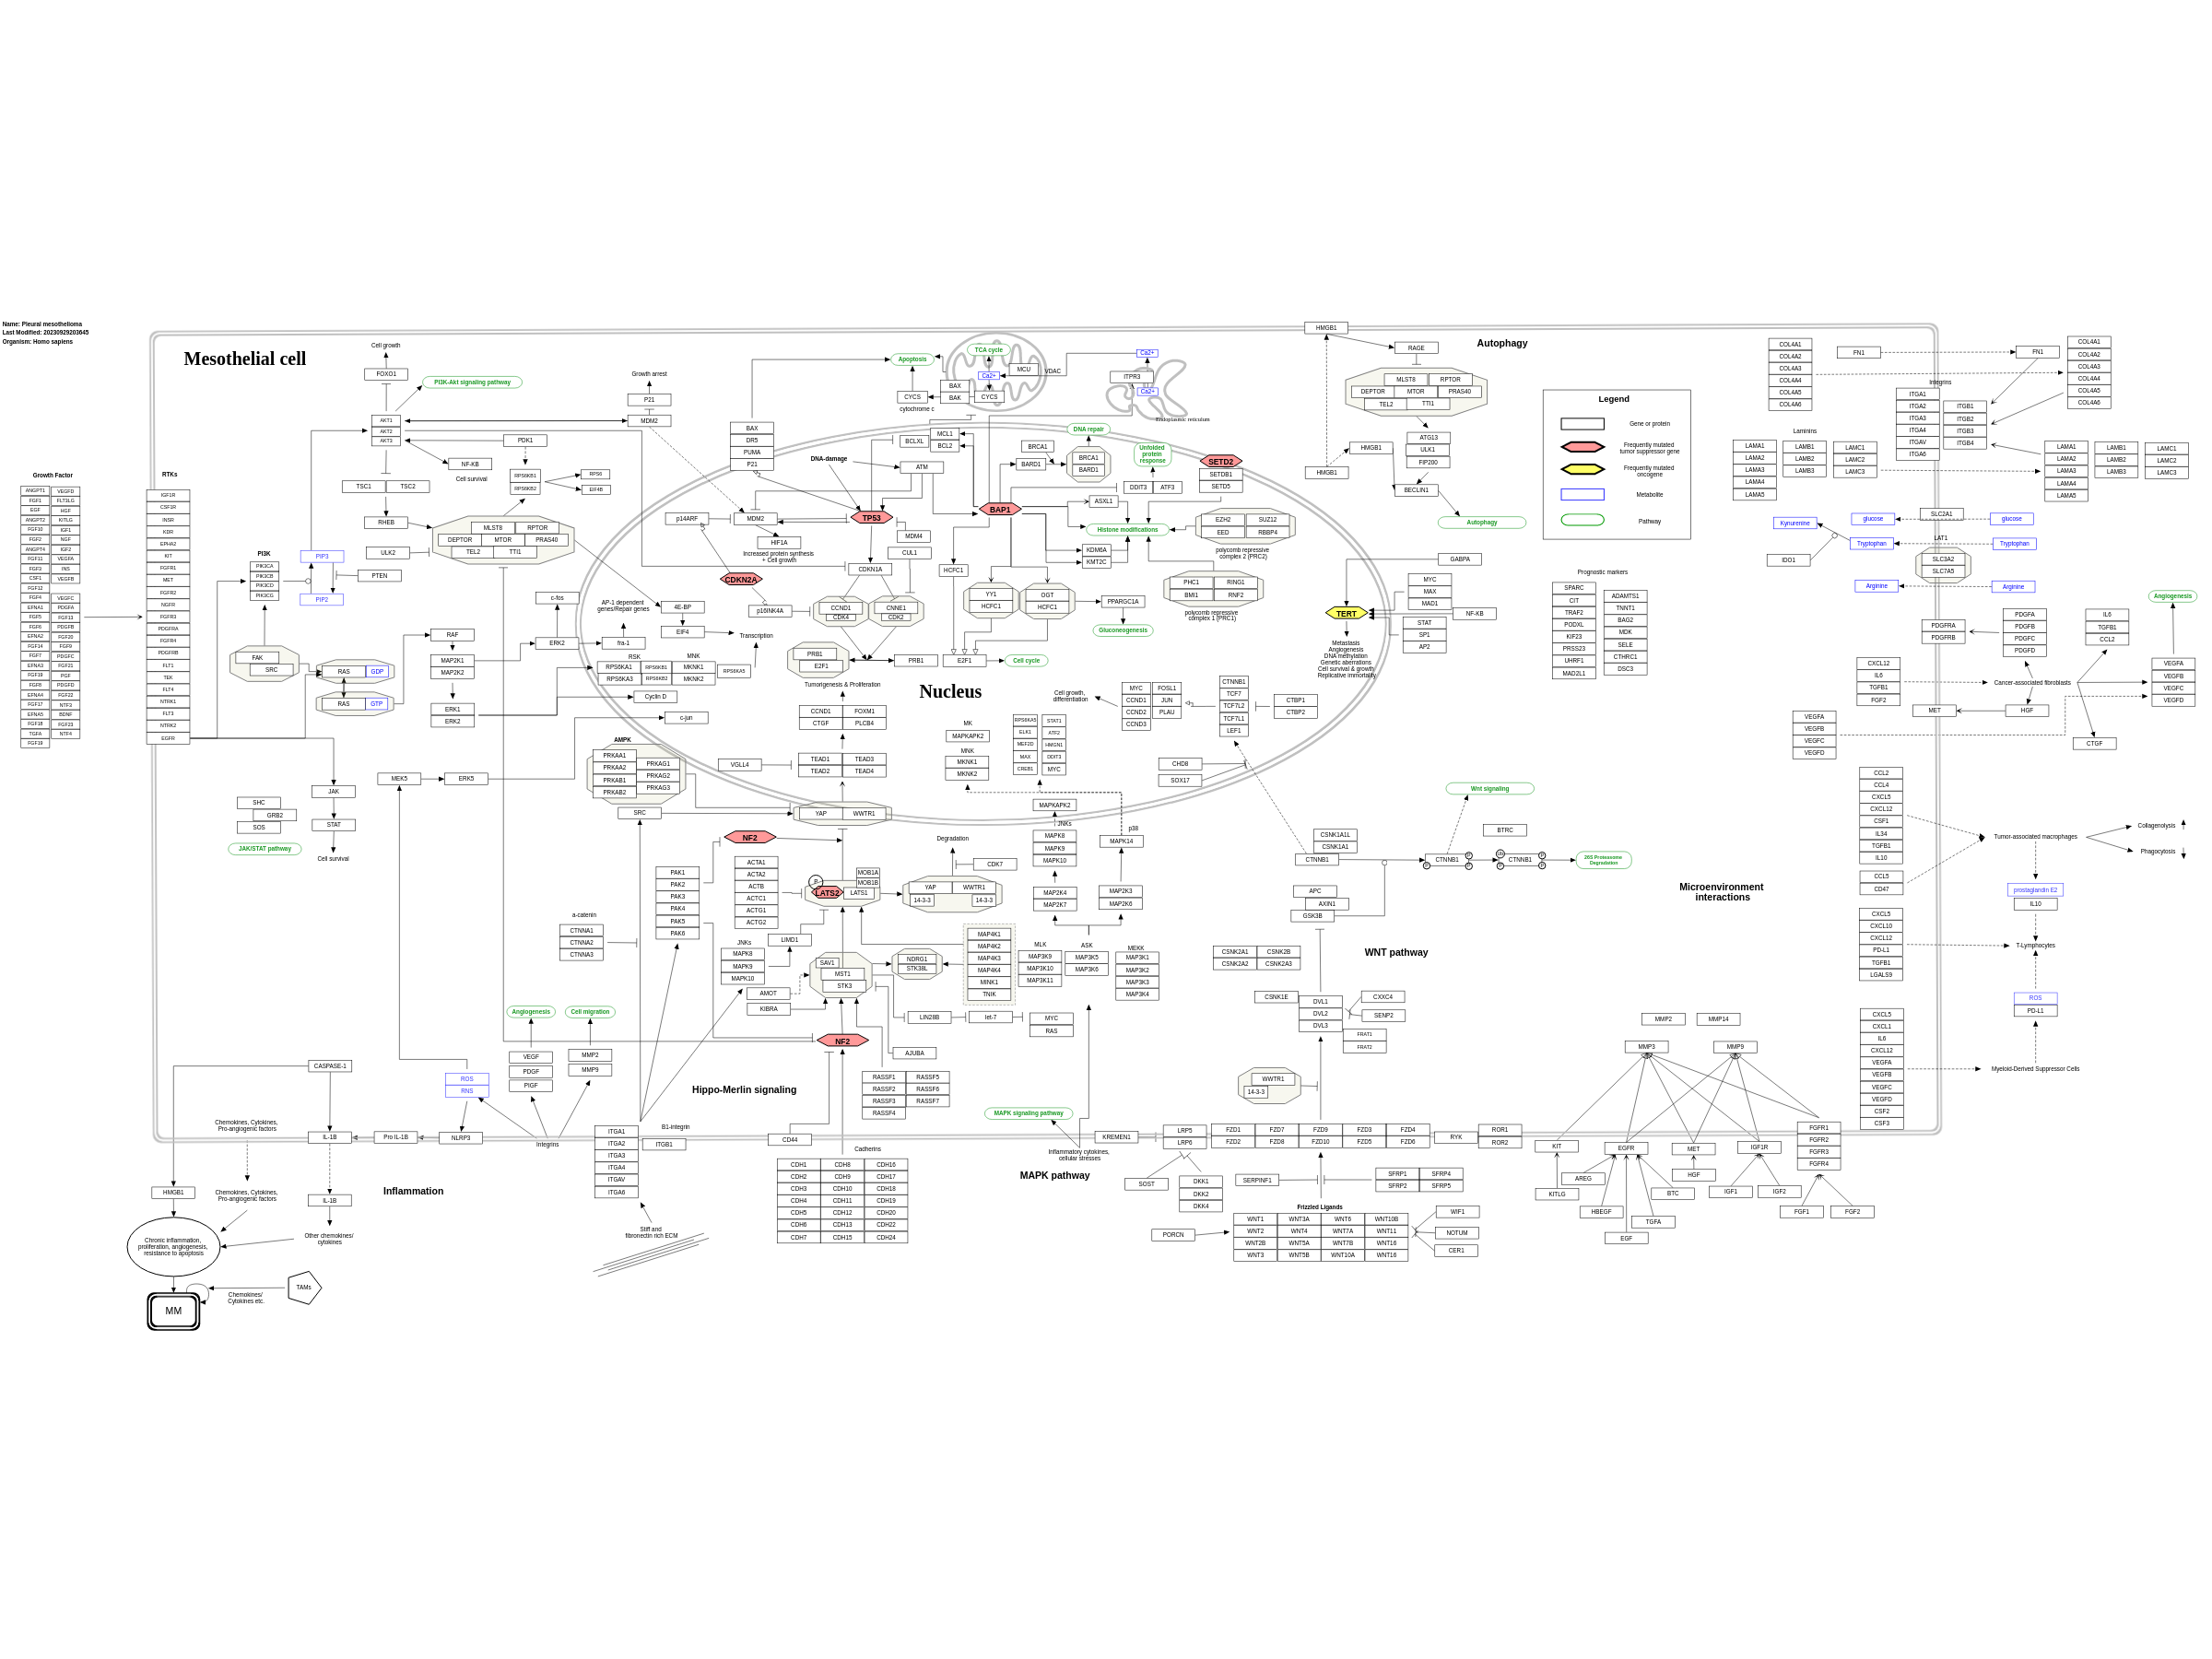 Name: Pleural mesothelioma
Last Modified: 20230929203645
Organism: Homo sapiens
Mesothelial cell
Cell growth
FOXO1
PI3K-Akt signaling pathway
AKT1
AKT2
AKT3
PDK1
NF-KB
Cell survival
TSC1
TSC2
RHEB
RPS6KB1
RPS6KB2
RPS6
EIF4B
MLST8
RPTOR
DEPTOR
MTOR
PRAS40
TEL2
TTI1
ULK2
PTEN
PIP3
PIP2
PI3K
PIK3CA
PIK3CB
PIK3CD
PIK3CG
FAK
SRC
RAS
GDP
RAS
GTP
RAF
MAP2K1
MAP2K2
ERK1
ERK2
MEK5
ERK5
JAK
STAT
Cell survival
SHC
GRB2
SOS
JAK/STAT pathway
Growth Factor
ANGPT1
FGF1
EGF
ANGPT2
FGF10
FGF2
ANGPT4
FGF11
FGF3
CSF1
FGF12
FGF4
EFNA1
FGF5
FGF6
EFNA2
FGF14
FGF7
EFNA3
FGF16
FGF8
EFNA4
FGF17
EFNA5
FGF18
TGFA
FGF19
VEGFD
FLT1LG
HGF
KITLG
IGF1
NGF
IGF2
VEGFA
INS
VEGFB
VEGFC
PDGFA
FGF13
PDGFB
FGF20
FGF9
PDGFC
FGF21
PGF
PDGFD
FGF22
NTF3
BDNF
FGF23
NTF4
RTKs
IGF1R
CSF1R
INSR
KDR
EPHA2
KIT
FGFR1
MET
FGFR2
NGFR
FGFR3
PDGFRA
FGFR4
PDGFRB
FLT1
TEK
FLT4
NTRK1
FLT3
NTRK2
EGFR
Growth arrest
P21
MDM2
BAX
DR5
PUMA
P21
DNA-damage
ATM
p14ARF
MDM2
TP53
MDM4
HIF1A
Increased protein synthesis
+ Cell growth
CUL1
CDKN1A
CDKN2A
p16INK4A
CCND1
CDK4
CNNE1
CDK2
PRB1
E2F1
PRB1
Tumorigenesis & Proliferation
CCND1
FOXM1
CTGF
PLCB4
VGLL4
TEAD1
TEAD3
TEAD2
TEAD4
YAP
WWTR1
c-fos
AP-1 dependent
genes/Repair genes
ERK2
fra-1
4E-BP
EIF4
Transcription
RSK
MNK
RPS6KA1
RPS6KB1
MKNK1
RPS6KA3
RPS6KB2
MKNK2
RPS6KA5
Cyclin D
c-jun
AMPK
PRKAA1
PRKAA2
PRKAB1
PRKAB2
PRKAG1
PRKAG2
PRKAG3
SRC
Apoptosis
TCA cycle
Ca2+
MCU
VDAC
BAX
BAK
CYCS
CYCS
cytochrome c
Ca2+
ITPR3
Ca2+
Endoplasmic reticulum
BCLXL
MCL1
BCL2
BRCA1
BARD1
DNA repair
BRCA1
BARD1
Unfolded
protein
response
DDIT3
ATF3
SETD2
SETDB1
SETD5
BAP1
ASXL1
Histone modifications
KDM6A
KMT2C
EZH2
SUZ12
EED
RBBP4
polycomb repressive
complex 2 (PRC2)
PHC1
RING1
BMI1
RNF2
polycomb repressive
complex 1 (PRC1)
HCFC1
YY1
HCFC1
OGT
HCFC1
PPARGC1A
Gluconeogenesis
E2F1
Cell cycle
Nucleus
Cell growth,
differentiation
MYC
CCND1
CCND2
CCND3
FOSL1
JUN
PLAU
CTNNB1
TCF7
TCF7L2
TCF7L1
LEF1
CTBP1
CTBP2
CHD8
SOX17
MK
MAPKAPK2
MNK
MKNK1
MKNK2
RPS6KA5
ELK1
MEF2D
MAX
CREB1
STAT1
ATF2
HMGN1
DDIT3
MYC
HMGB1
RAGE
Autophagy
MLST8
RPTOR
DEPTOR
MTOR
PRAS40
TEL2
TTI1
HMGB1
HMGB1
ATG13
ULK1
FIP200
BECLIN1
Autophagy
GABPA
MYC
MAX
MAD1
NF-KB
STAT
SP1
AP2
TERT
Metastasis
Angiogenesis
DNA methylation
Genetic aberrations
Cell survival & growth
Replicative immortality
Legend
Gene or protein
Frequently mutated
tumor suppressor gene
Frequently mutated
oncogene
Metabolite
Pathway
Prognostic markers
SPARC
CIT
TRAF2
PODXL
KIF23
PRSS23
UHRF1
MAD2L1
ADAMTS1
TNNT1
BAG2
MDK
SELE
CTHRC1
DSC3
COL4A1
COL4A2
COL4A3
COL4A4
COL4A5
COL4A6
FN1
FN1
COL4A1
COL4A2
COL4A3
COL4A4
COL4A5
COL4A6
Integrins
ITGA1
ITGA2
ITGA3
ITGA4
ITGAV
ITGA6
ITGB1
ITGB2
ITGB3
ITGB4
Laminins
LAMA1
LAMA2
LAMA3
LAMA4
LAMA5
LAMB1
LAMB2
LAMB3
LAMC1
LAMC2
LAMC3
LAMA1
LAMA2
LAMA3
LAMA4
LAMA5
LAMB1
LAMB2
LAMB3
LAMC1
LAMC2
LAMC3
Kynurenine
IDO1
glucose
SLC2A1
glucose
Tryptophan
LAT1
Tryptophan
SLC3A2
SLC7A5
Arginine
Arginine
Angiogenesis
PDGFRA
PDGFRB
PDGFA
PDGFB
PDGFC
PDGFD
IL6
TGFB1
CCL2
CXCL12
IL6
TGFB1
FGF2
Cancer-associated fibroblasts
VEGFA
VEGFB
VEGFC
VEGFD
MET
HGF
CTGF
VEGFA
VEGFB
VEGFC
VEGFD
CCL2
CCL4
CXCL5
CXCL12
CSF1
IL34
TGFB1
IL10
CCL5
CD47
Tumor-associated macrophages
Collagenolysis
Phagocytosis
prostaglandin E2
IL10
CXCL5
CXCL10
CXCL12
PD-L1
TGFB1
LGALS9
T-Lymphocytes
ROS
PD-L1
CXCL5
CXCL1
IL6
CXCL12
VEGFA
VEGFB
VEGFC
VEGFD
CSF2
CSF3
Myeloid-Derived Suppressor Cells
Microenvironment
interactions
NF2
Degradation
CDK7
ACTA1
ACTA2
ACTB
ACTC1
ACTG1
ACTG2
P
LATS2
LATS1
MOB1A
MOB1B
YAP
WWTR1
14-3-3
14-3-3
PAK1
PAK2
PAK3
PAK4
PAK5
PAK6
a-catenin
CTNNA1
CTNNA2
CTNNA3
JNKs
MAPK8
MAPK9
MAPK10
LIMD1
SAV1
MST1
STK3
NDRG1
STK38L
AMOT
KIBRA
MAP4K1
MAP4K2
MAP4K3
MAP4K4
MINK1
TNIK
LIN28B
let-7
MYC
RAS
NF2
AJUBA
RASSF1
RASSF5
RASSF2
RASSF6
RASSF3
RASSF7
RASSF4
Hippo-Merlin signaling
MAPKAPK2
JNKs
MAPK8
MAPK9
MAPK10
p38
MAPK14
MAP2K4
MAP2K7
MAP2K3
MAP2K6
MLK
MAP3K9
MAP3K10
MAP3K11
ASK
MAP3K5
MAP3K6
MEKK
MAP3K1
MAP3K2
MAP3K3
MAP3K4
MAPK signaling pathway
Inflammatory cytokines,
cellular stresses
MAPK pathway
Angiogenesis
Cell migration
VEGF
PDGF
PIGF
MMP2
MMP9
Integrins
ROS
RNS
CASPASE-1
IL-1B
Pro IL-1B
NLRP3
Chemokines, Cytokines,
Pro-angiogenic factors
Chemokines, Cytokines,
Pro-angiogenic factors
HMGB1
IL-1B
Other chemokines/
cytokines
Inflammation
Chronic inflammation,
proliferation, angiogenesis,
resistance to apoptosis
MM
TAMs
Chemokines/
Cytokines etc.
ITGA1
ITGA2
ITGA3
ITGA4
ITGAV
ITGA6
B1-integrin
ITGB1
Stiff and
fibronectin rich ECM
CD44
Cadherins
CDH1
CDH8
CDH16
CDH2
CDH9
CDH17
CDH3
CDH10
CDH18
CDH4
CDH11
CDH19
CDH5
CDH12
CDH20
CDH6
CDH13
CDH22
CDH7
CDH15
CDH24
Wnt signaling
BTRC
CSNK1A1L
CSNK1A1
CTNNB1
CTNNB1
P
P
CTNNB1
Ub
P
P
P
26S Proteasome
Degradation
APC
AXIN1
GSK3B
WNT pathway
CSNK2A1
CSNK2B
CSNK2A2
CSNK2A3
CSNK1E
DVL1
DVL2
DVL3
CXXC4
SENP2
FRAT1
FRAT2
WWTR1
14-3-3
KREMEN1
LRP5
LRP6
FZD1
FZD7
FZD9
FZD3
FZD4
FZD2
FZD8
FZD10
FZD5
FZD6
RYK
ROR1
ROR2
SOST
DKK1
DKK2
DKK4
SERPINF1
SFRP1
SFRP4
SFRP2
SFRP5
Frizzled Ligands
PORCN
WNT1
WNT3A
WNT6
WNT10B
WNT2
WNT4
WNT7A
WNT11
WNT2B
WNT5A
WNT7B
WNT16
WNT3
WNT5B
WNT10A
WNT16
WIF1
NOTUM
CER1
MMP2
MMP14
MMP3
MMP9
KIT
EGFR
MET
IGF1R
FGFR1
FGFR2
FGFR3
FGFR4
KITLG
AREG
HBEGF
EGF
TGFA
BTC
HGF
IGF1
IGF2
FGF1
FGF2